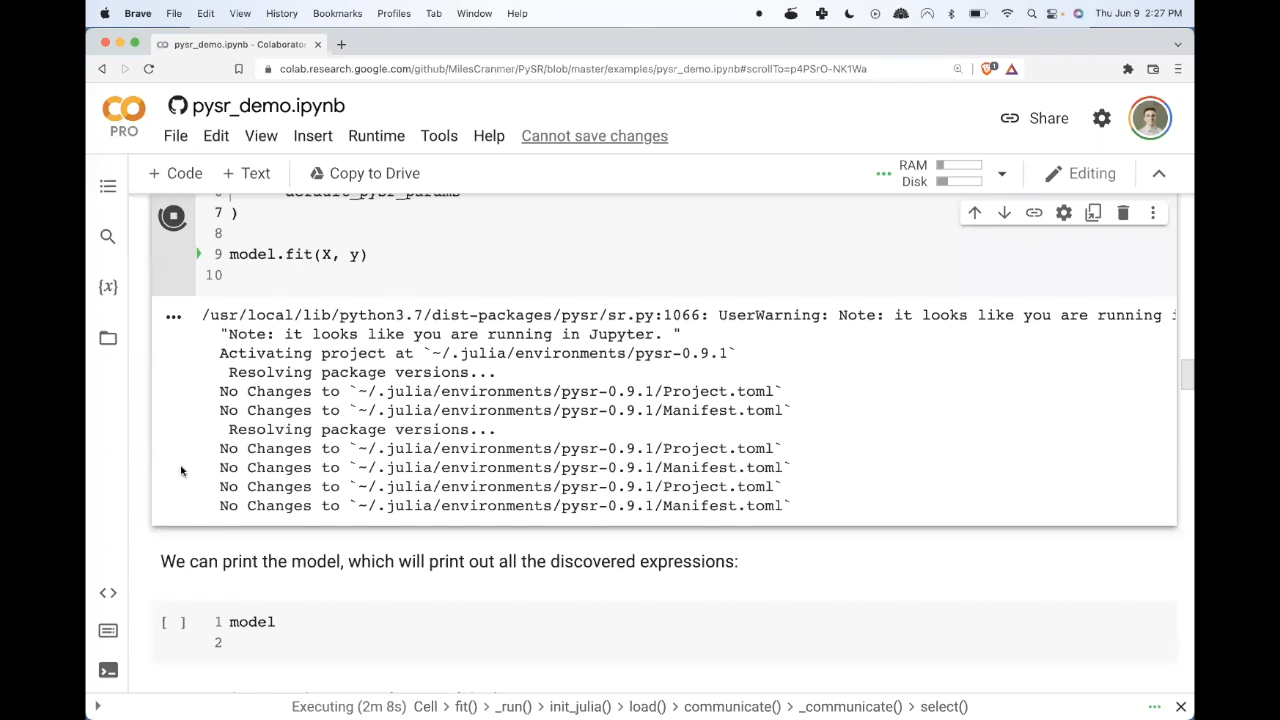 Brave File Edit View History Bookmarks Profiles Tab Window Help Thu Jun 9 2:27 PM
pysr_demo.ipynb - Colaborator
colab.research.google.com/github/MilesCranmer/PySR/blob/master/examples/pysr_demo.ipynb#scrollTo=p4PSrO-NK1Wa
PRO
pysr_demo.ipynb
Share
File Edit View Insert Runtime Tools Help Cannot save changes
+ Code + Text Copy to Drive
RAM
Disk
Editing
7 )
8
9 model.fit(X, y)
10
/usr/local/lib/python3.7/dist-packages/pysr/sr.py:1066: UserWarning: Note: it looks like you are running i
"Note: it looks like you are running in Jupyter. "
Activating project at `~/.julia/environments/pysr-0.9.1`
Resolving package versions...
No Changes to `~/.julia/environments/pysr-0.9.1/Project.toml`
No Changes to `~/.julia/environments/pysr-0.9.1/Manifest.toml`
Resolving package versions...
No Changes to `~/.julia/environments/pysr-0.9.1/Project.toml`
No Changes to `~/.julia/environments/pysr-0.9.1/Manifest.toml`
No Changes to `~/.julia/environments/pysr-0.9.1/Project.toml`
No Changes to `~/.julia/environments/pysr-0.9.1/Manifest.toml`
We can print the model, which will print out all the discovered expressions:
[ ] 1 model
2
Executing (2m 8s) Cell > fit() > _run() > init_julia() > load() > communicate() > _communicate() > select()